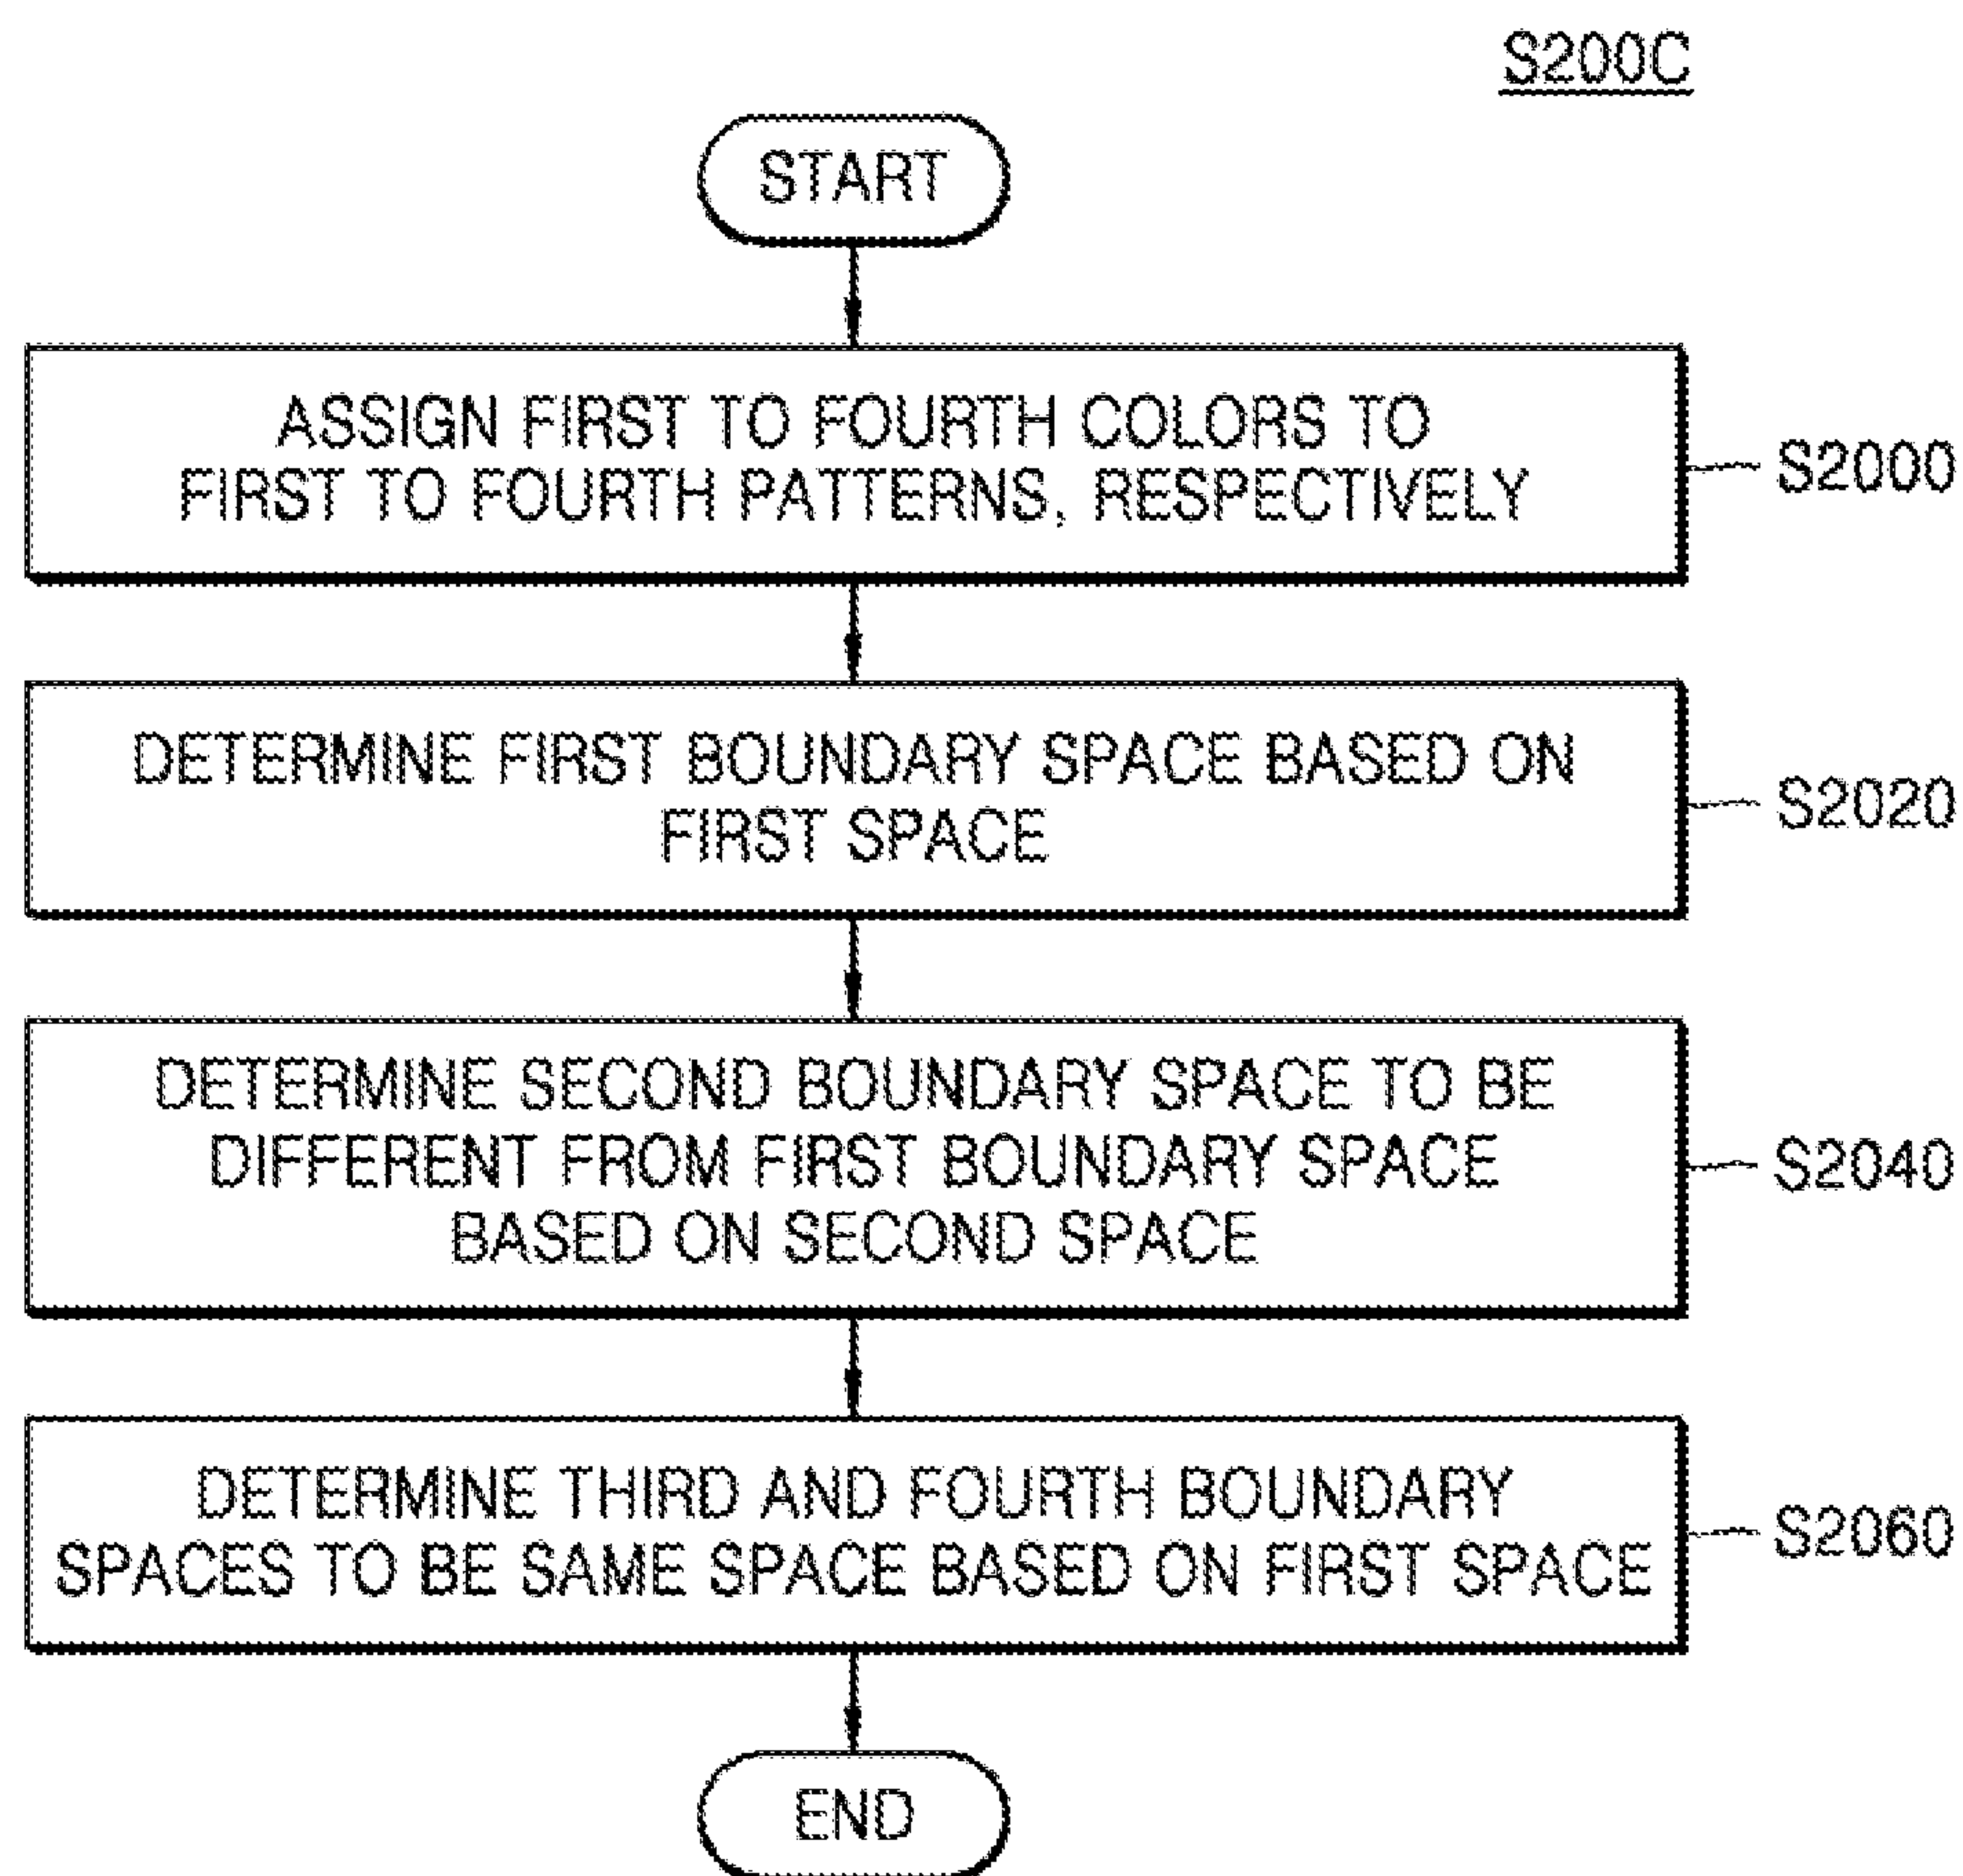 S200C
START
ASSIGN FIRST TO FOURTH COLORS TO
FIRST TO FOURTH PATTERNS, RESPECTIVELY
S2000
DETERMINE FIRST BOUNDARY SPACE BASED ON
FIRST SPACE
S2020
DETERMINE SECOND BOUNDARY SPACE TO BE
DIFFERENT FROM FIRST BOUNDARY SPACE
BASED ON SECOND SPACE
S2040
DETERMINE THIRD AND FOURTH BOUNDARY
SPACES TO BE SAME SPACE BASED ON FIRST SPACE
S2060
END